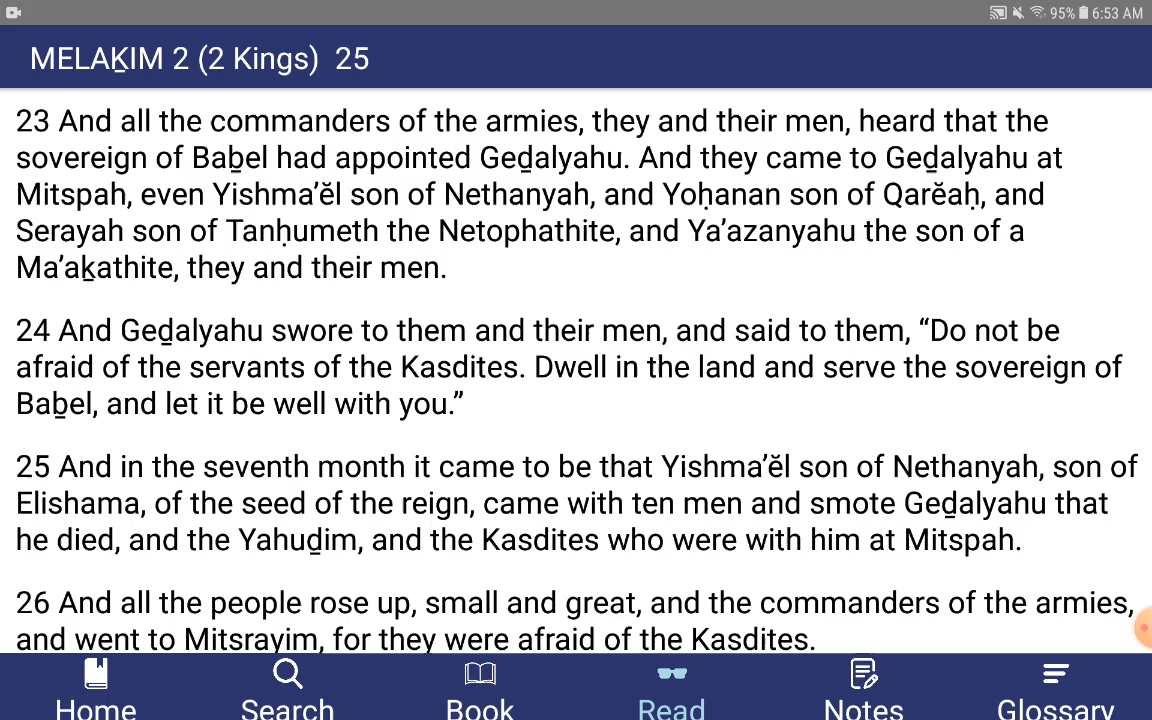 95% 6:53 AM
MELAḴIM 2 (2 Kings) 25
23 And all the commanders of the armies, they and their men, heard that the
sovereign of Baḇel had appointed Geḏalyahu. And they came to Geḏalyahu at
Mitspah, even Yishma’ĕl son of Nethanyah, and Yoḥanan son of Qarĕaḥ, and
Serayah son of Tanḥumeth the Netophathite, and Ya’azanyahu the son of a
Ma’aḵathite, they and their men.
24 And Geḏalyahu swore to them and their men, and said to them, “Do not be
afraid of the servants of the Kasdites. Dwell in the land and serve the sovereign of
Baḇel, and let it be well with you.”
25 And in the seventh month it came to be that Yishma’ĕl son of Nethanyah, son of
Elishama, of the seed of the reign, came with ten men and smote Geḏalyahu that
he died, and the Yahuḏim, and the Kasdites who were with him at Mitspah.
26 And all the people rose up, small and great, and the commanders of the armies,
and went to Mitsrayim, for they were afraid of the Kasdites.
Home Search Book Read Notes Glossary